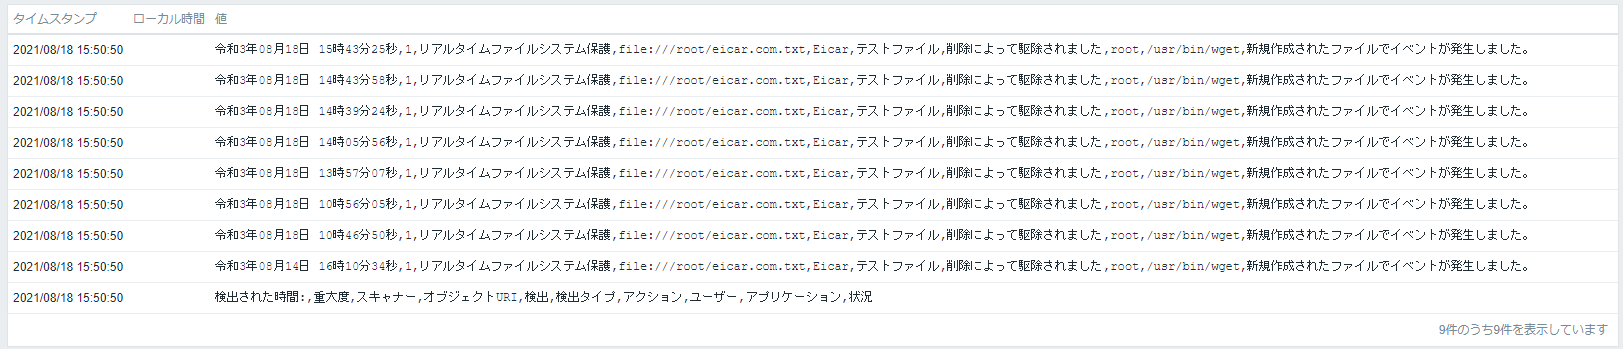 タイムスタンプ ローカル時間 値
2021/08/18 15:50:50 令和3年08月18日 15時43分25秒,1,リアルタイムファイルシステム保護,file:///root/eicar.com.txt,Eicar,テストファイル,削除によって駆除されました,root,/usr/bin/wget,新規作成されたファイルでイベントが発生しました。
2021/08/18 15:50:50 令和3年08月18日 14時43分58秒,1,リアルタイムファイルシステム保護,file:///root/eicar.com.txt,Eicar,テストファイル,削除によって駆除されました,root,/usr/bin/wget,新規作成されたファイルでイベントが発生しました。
2021/08/18 15:50:50 令和3年08月18日 14時39分24秒,1,リアルタイムファイルシステム保護,file:///root/eicar.com.txt,Eicar,テストファイル,削除によって駆除されました,root,/usr/bin/wget,新規作成されたファイルでイベントが発生しました。
2021/08/18 15:50:50 令和3年08月18日 14時05分56秒,1,リアルタイムファイルシステム保護,file:///root/eicar.com.txt,Eicar,テストファイル,削除によって駆除されました,root,/usr/bin/wget,新規作成されたファイルでイベントが発生しました。
2021/08/18 15:50:50 令和3年08月18日 13時57分07秒,1,リアルタイムファイルシステム保護,file:///root/eicar.com.txt,Eicar,テストファイル,削除によって駆除されました,root,/usr/bin/wget,新規作成されたファイルでイベントが発生しました。
2021/08/18 15:50:50 令和3年08月18日 10時56分05秒,1,リアルタイムファイルシステム保護,file:///root/eicar.com.txt,Eicar,テストファイル,削除によって駆除されました,root,/usr/bin/wget,新規作成されたファイルでイベントが発生しました。
2021/08/18 15:50:50 令和3年08月18日 10時46分50秒,1,リアルタイムファイルシステム保護,file:///root/eicar.com.txt,Eicar,テストファイル,削除によって駆除されました,root,/usr/bin/wget,新規作成されたファイルでイベントが発生しました。
2021/08/18 15:50:50 令和3年08月14日 16時10分34秒,1,リアルタイムファイルシステム保護,file:///root/eicar.com.txt,Eicar,テストファイル,削除によって駆除されました,root,/usr/bin/wget,新規作成されたファイルでイベントが発生しました。
2021/08/18 15:50:50 検出された時間:,重大度,スキャナー,オブジェクトURI,検出,検出タイプ,アクション,ユーザー,アプリケーション,状況
9件のうち9件を表示しています